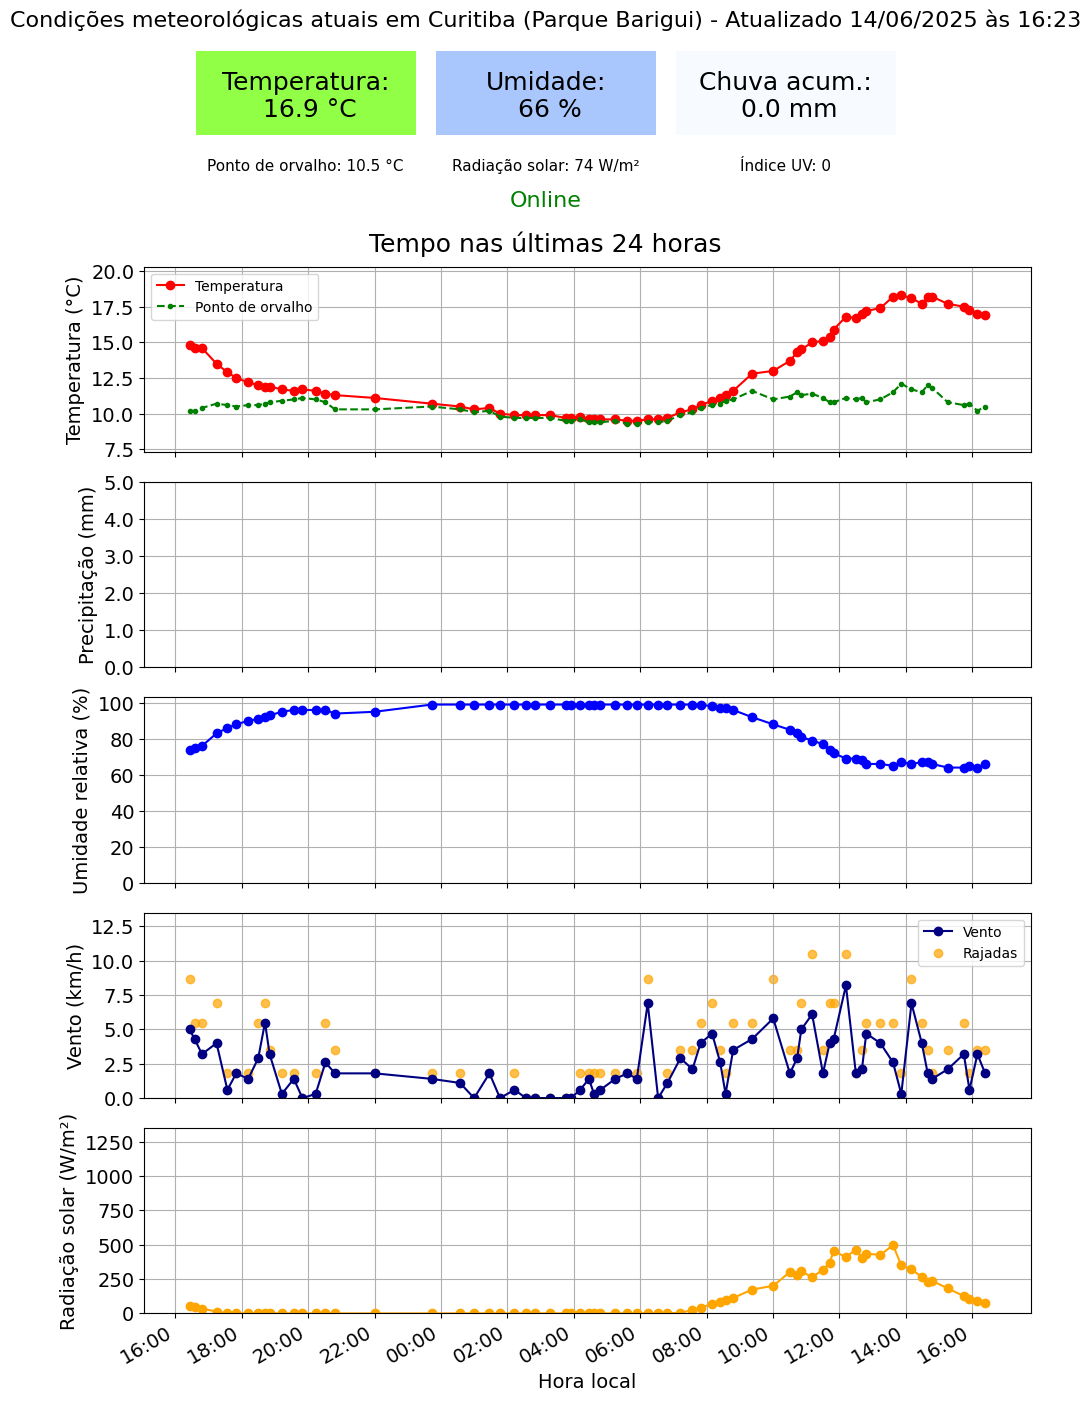 Condições meteorológicas atuais em Curitiba (Parque Barigui) - Atualizado 14/06/2025 às 16:23
Temperatura:
16.9 °C
Umidade:
66 %
Chuva acum.:
0.0 mm
Ponto de orvalho: 10.5 °C
Radiação solar: 74 W/m²
Índice UV: 0
Online
Tempo nas últimas 24 horas
Temperatura (°C)
20.0
17.5
15.0
12.5
10.0
7.5
Temperatura
Ponto de orvalho
Precipitação (mm)
5.0
4.0
3.0
2.0
1.0
0.0
Umidade relativa (%)
100
80
60
40
20
0
Vento (km/h)
12.5
10.0
7.5
5.0
2.5
0.0
Vento
Rajadas
Radiação solar (W/m²)
1250
1000
750
500
250
0
16:00
18:00
20:00
22:00
00:00
02:00
04:00
06:00
08:00
10:00
12:00
14:00
16:00
Hora local